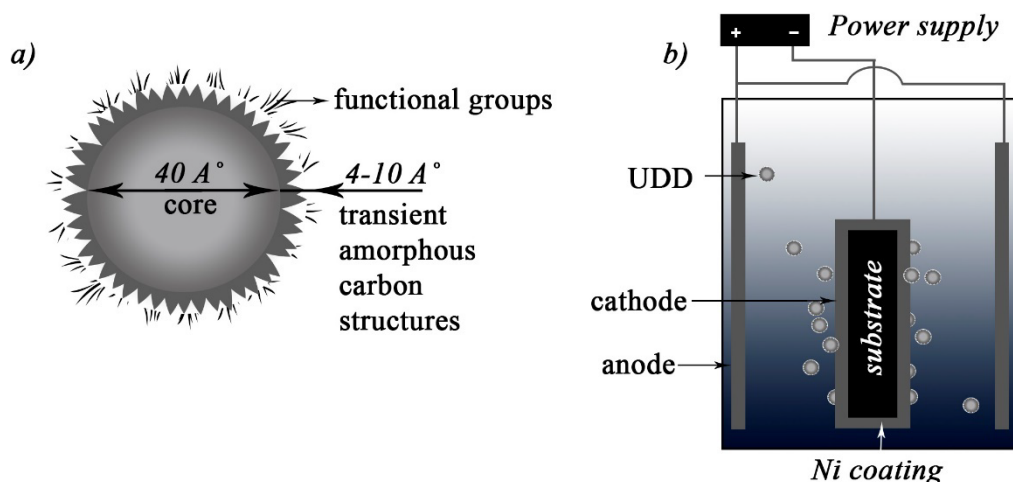 a)
functional groups
40 A°
core
4-10 A°
transient
amorphous
carbon
structures
b)
Power supply
+ −
UDD
cathode
substrate
anode
Ni coating